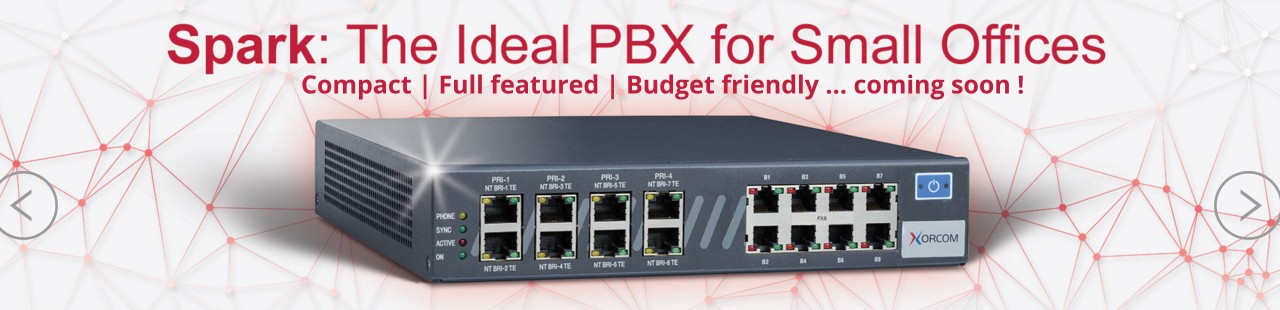 Spark: The Ideal PBX for Small Offices
Compact | Full featured | Budget friendly ... coming soon !
PRI-1 PRI-2 PRI-3 PRI-4
NT BRI-1 TE NT BRI-3 TE NT BRI-5 TE NT BRI-7 TE
B1 B3 B5 B7
PHONE
SYNC
ACTIVE
ON
FXS
XORCOM
NT BRI-2 TE NT BRI-4 TE NT BRI-6 TE NT BRI-8 TE
B2 B4 B6 B8